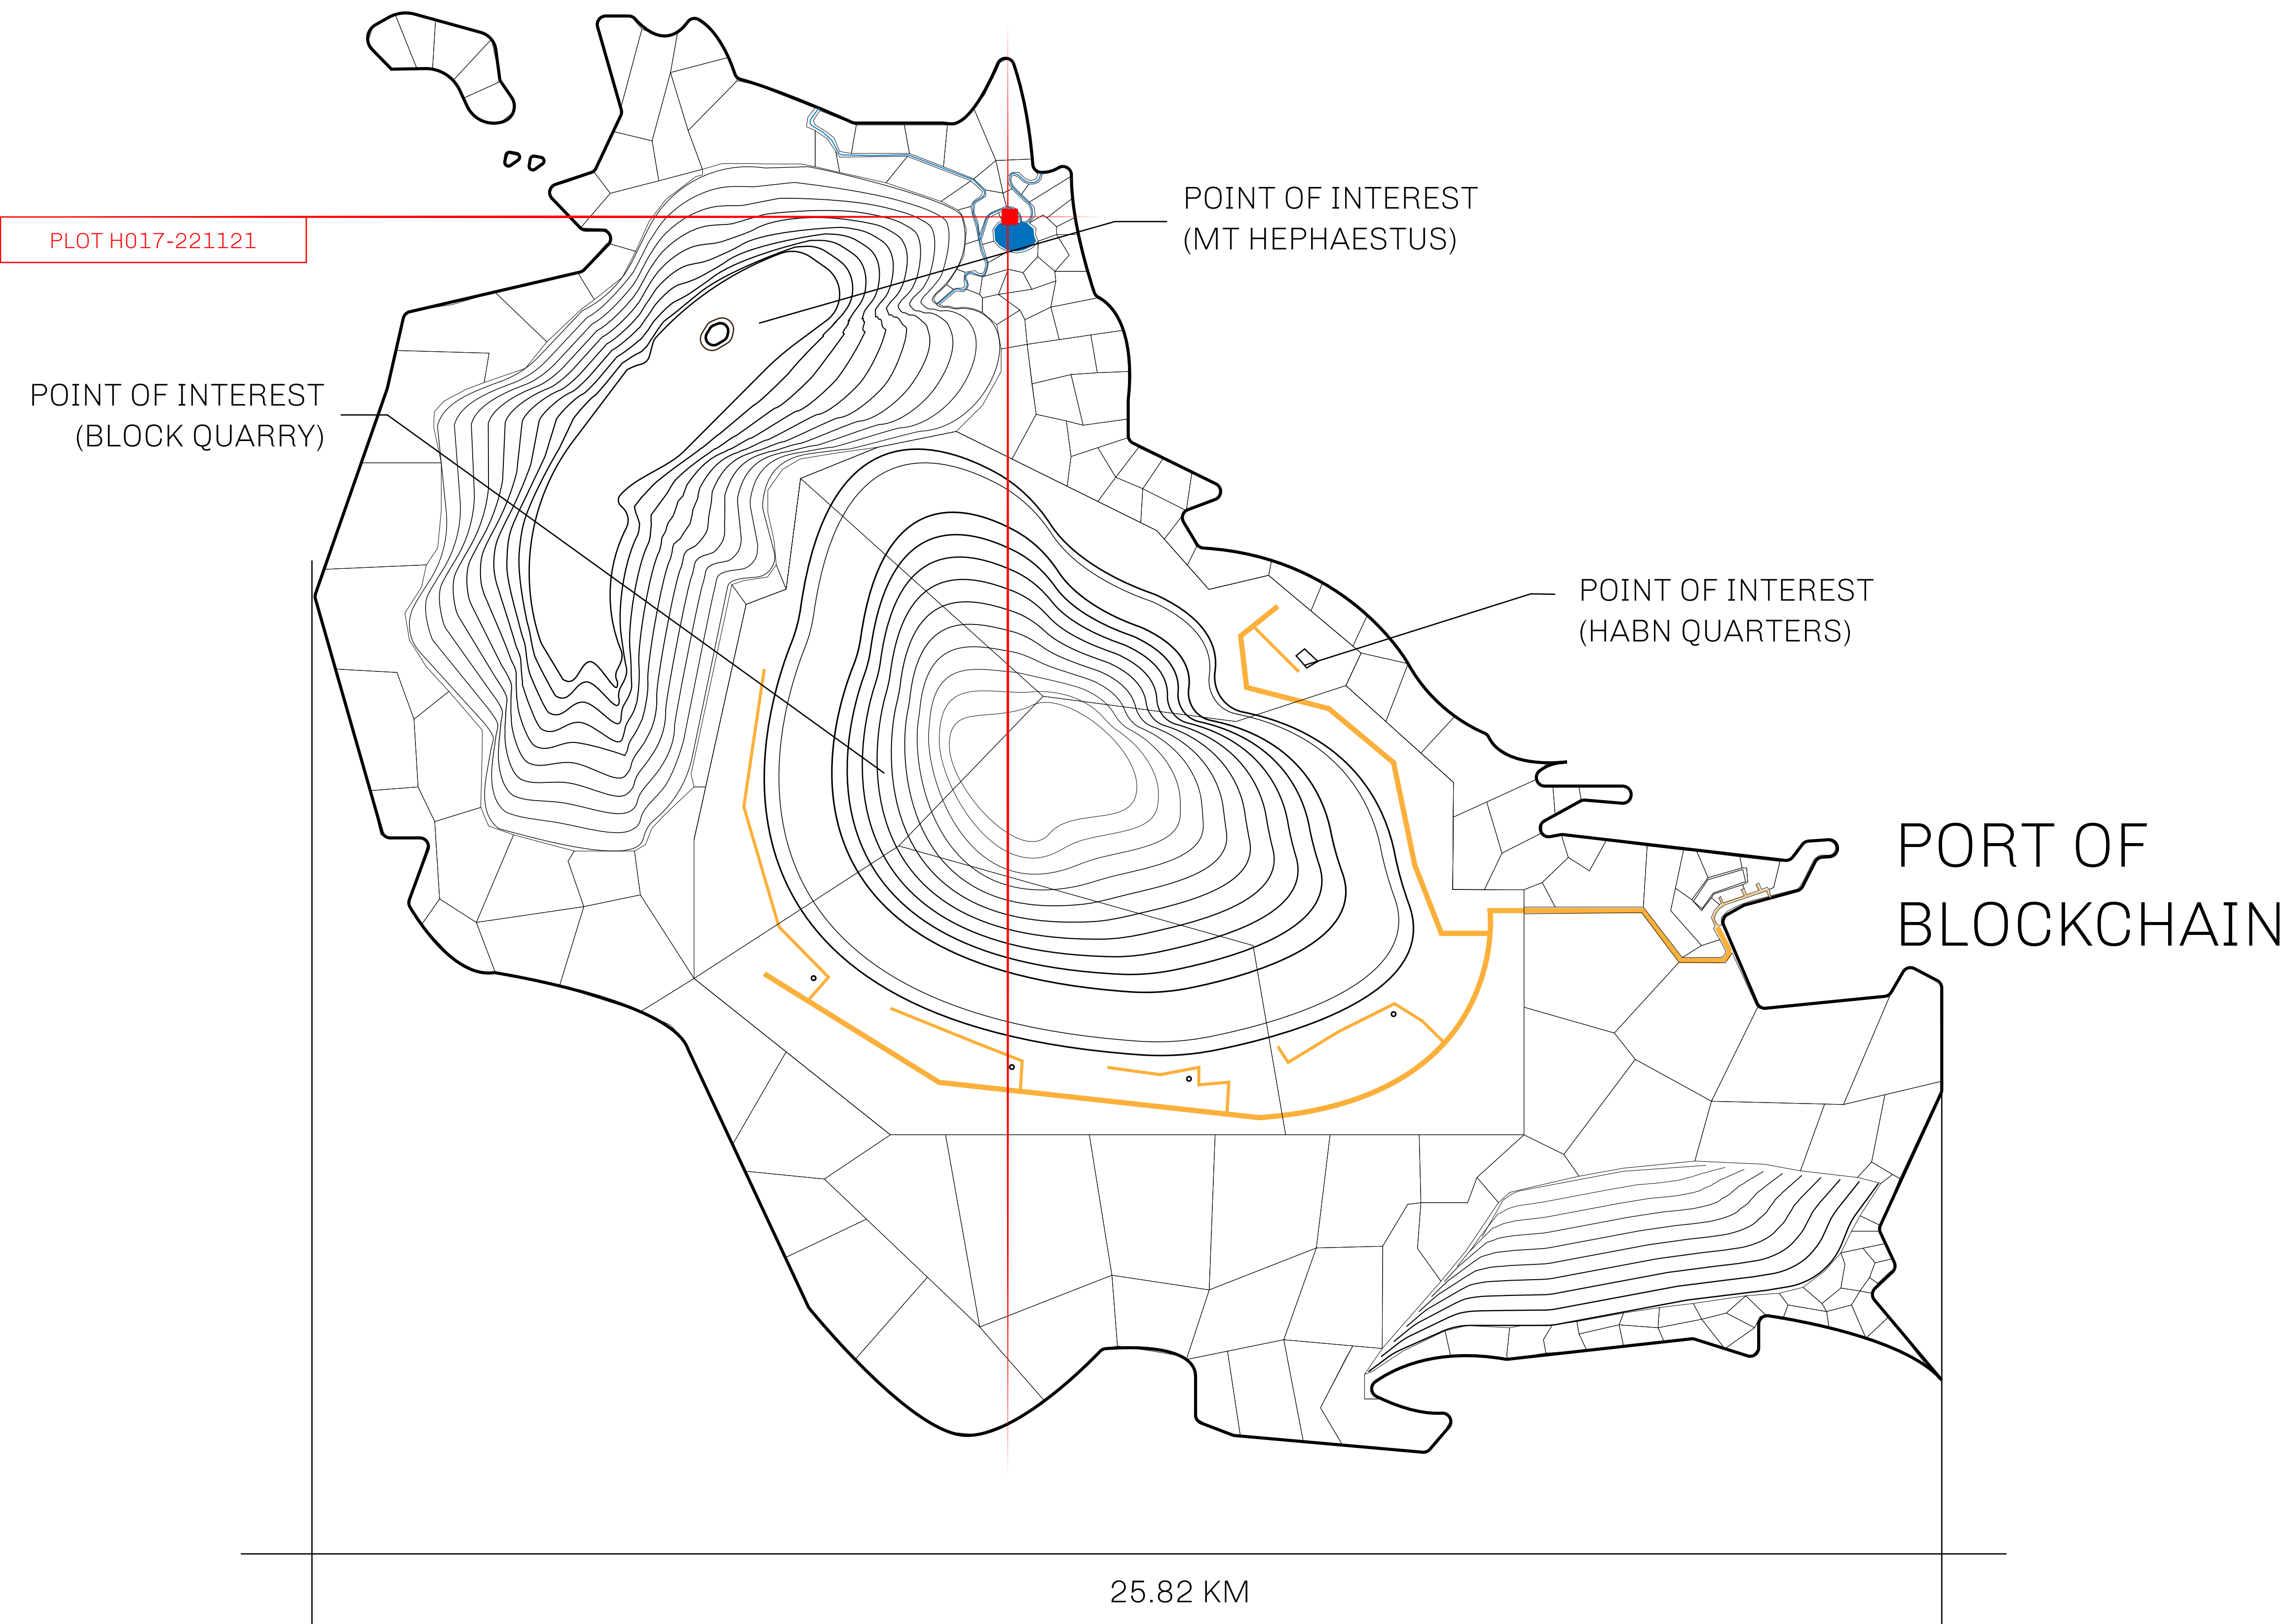 POINT OF INTEREST
(MT HEPHAESTUS)
PLOT H017-221121
POINT OF INTEREST
(BLOCK QUARRY)
POINT OF INTEREST
(HABN QUARTERS)
PORT OF
BLOCKCHAIN
25.82 KM